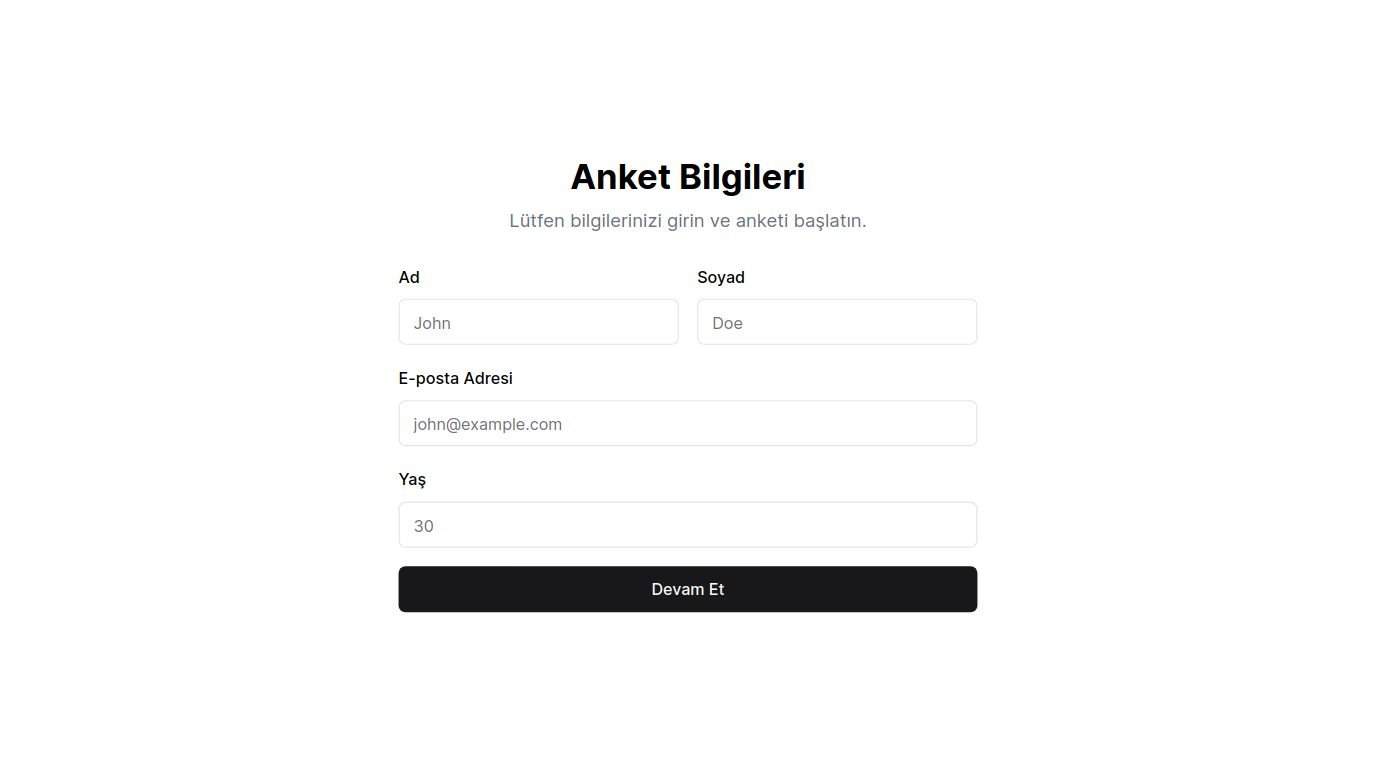 Anket Bilgileri
Lütfen bilgilerinizi girin ve anketi başlatın.
Ad Soyad
John Doe
E-posta Adresi
john@example.com
Yaş
30
Devam Et